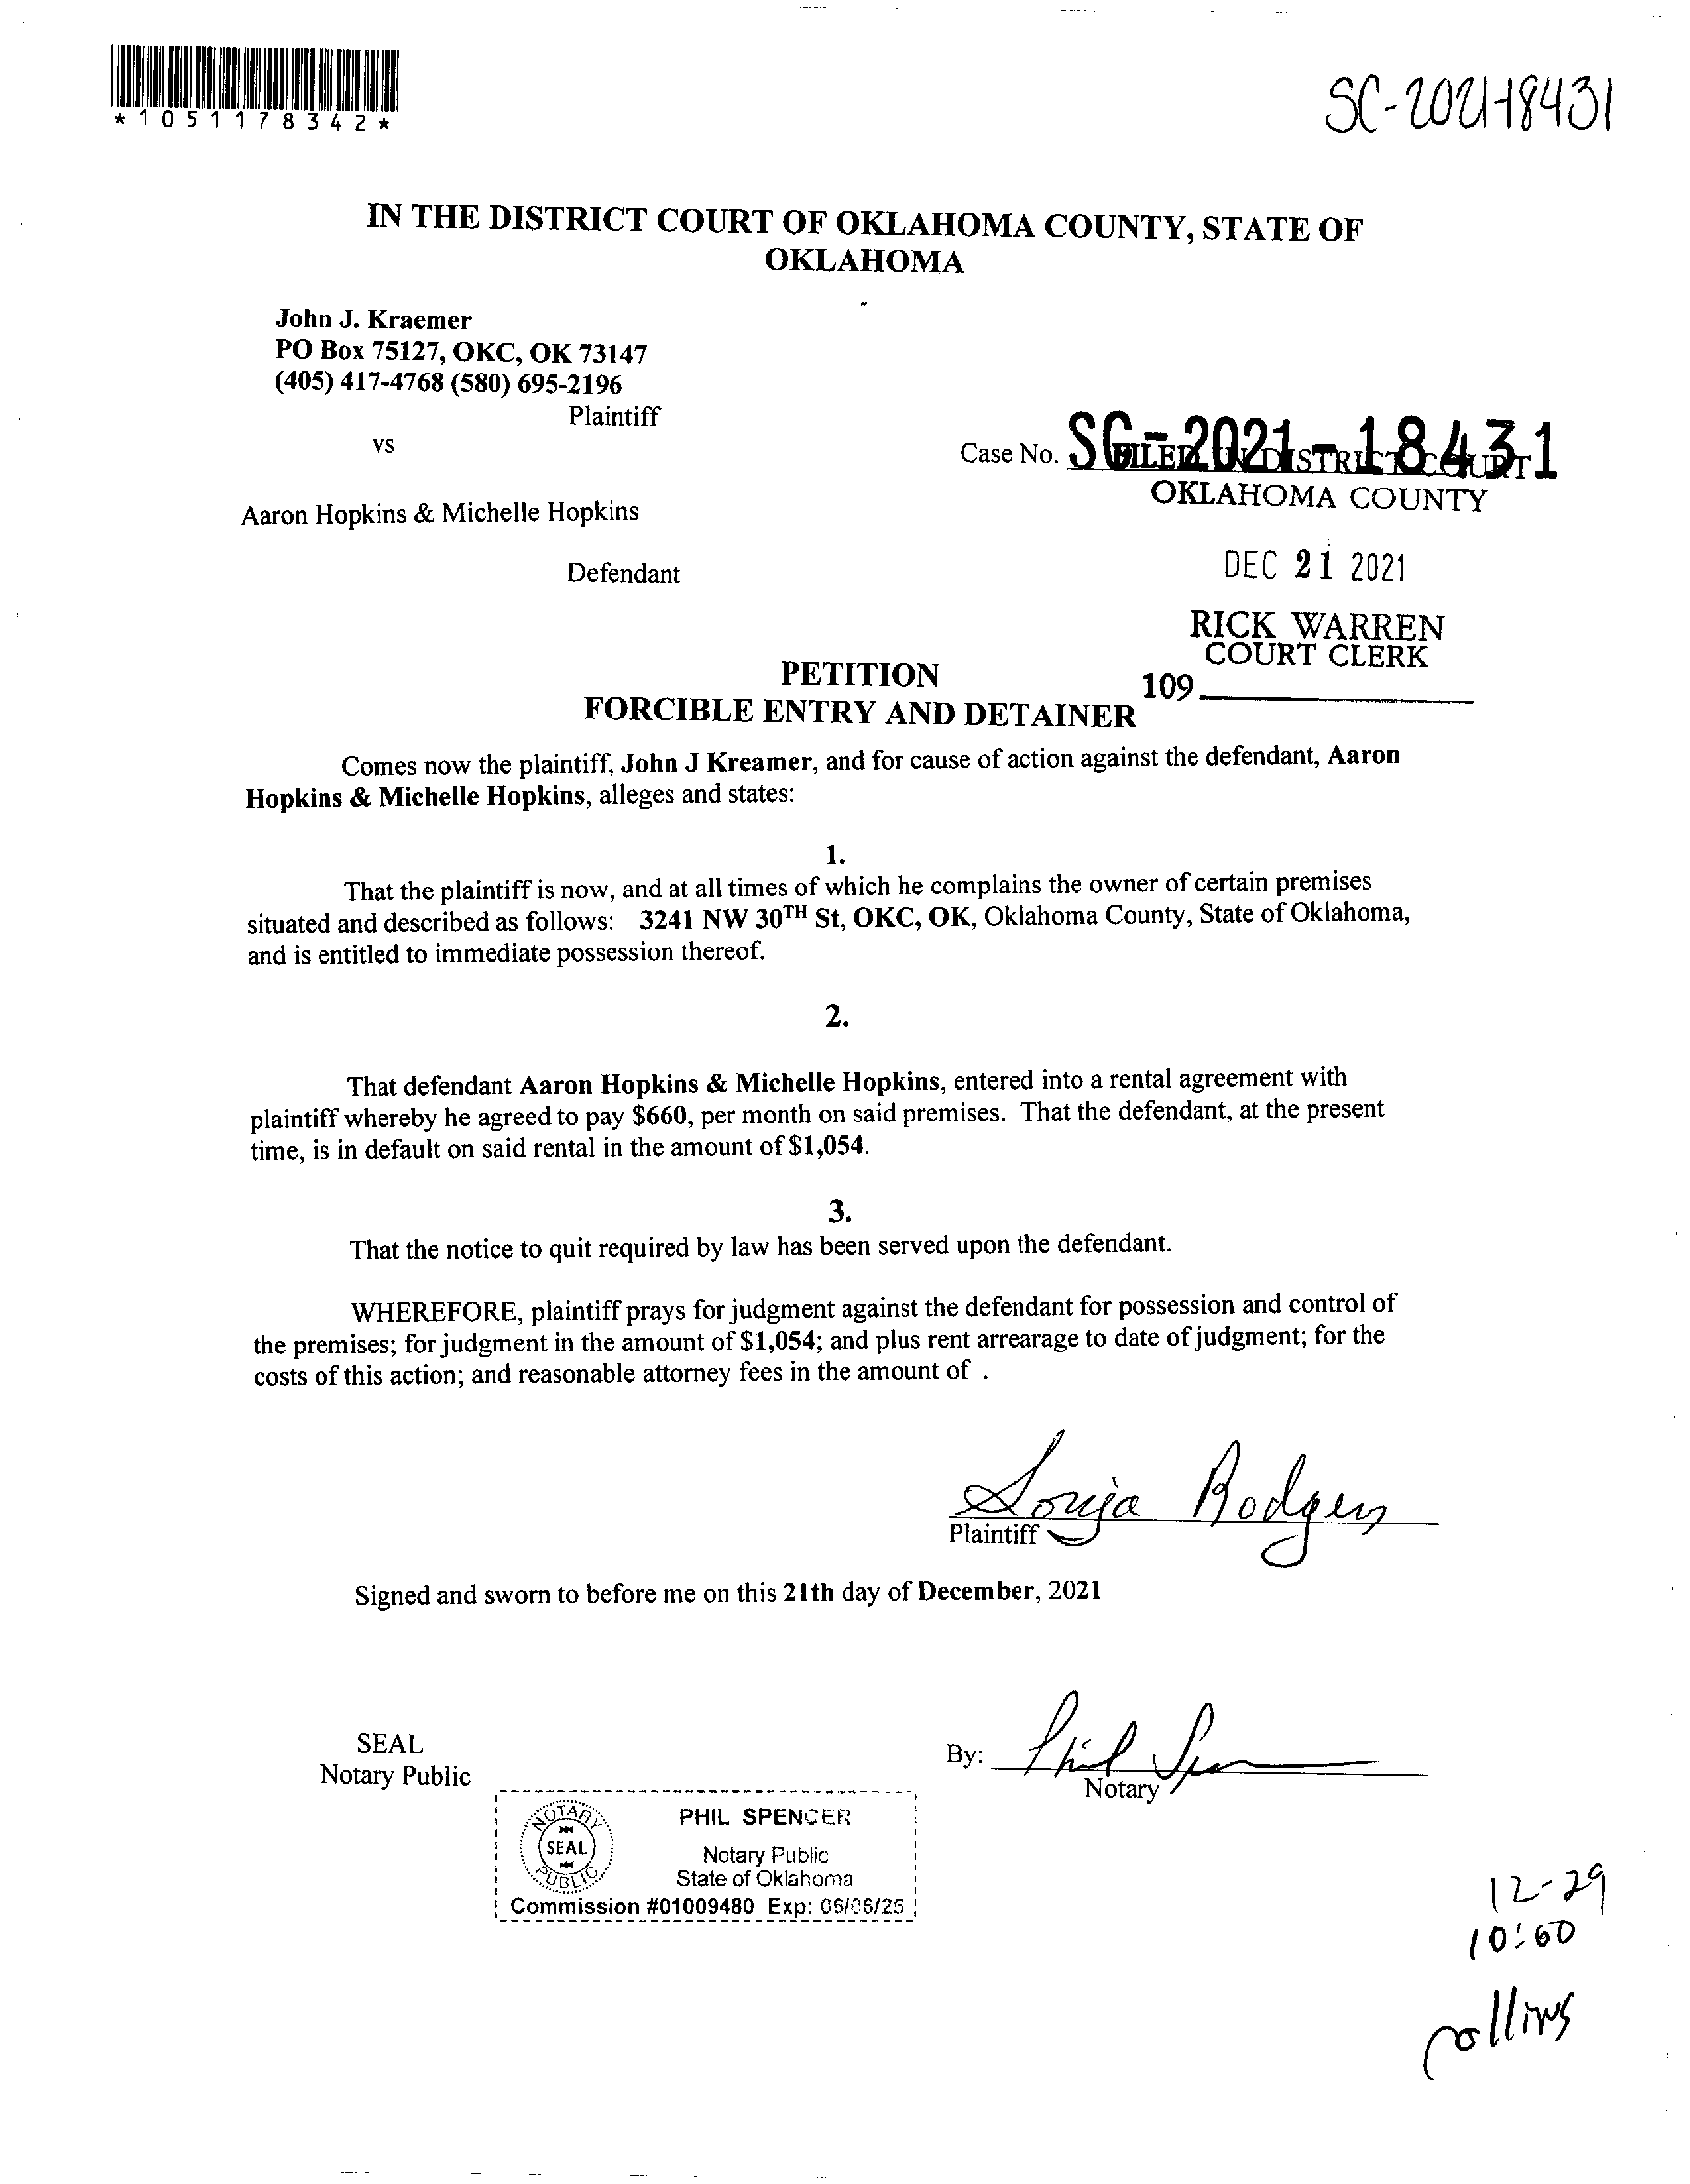 *1051178342*
SC-2021-18431
IN THE DISTRICT COURT OF OKLAHOMA COUNTY, STATE OF
OKLAHOMA
John J. Kraemer
PO Box 75127, OKC, OK 73147
(405) 417-4768 (580) 695-2196
Plaintiff
vs
Case No. SC-2021-18431
FILED IN DISTRICT COURT
OKLAHOMA COUNTY
Aaron Hopkins & Michelle Hopkins
DEC 21 2021
Defendant
RICK WARREN
COURT CLERK
109
PETITION
FORCIBLE ENTRY AND DETAINER
Comes now the plaintiff, John J Kreamer, and for cause of action against the defendant, Aaron
Hopkins & Michelle Hopkins, alleges and states:
1.
That the plaintiff is now, and at all times of which he complains the owner of certain premises
situated and described as follows: 3241 NW 30TH St, OKC, OK, Oklahoma County, State of Oklahoma,
and is entitled to immediate possession thereof.
2.
That defendant Aaron Hopkins & Michelle Hopkins, entered into a rental agreement with
plaintiff whereby he agreed to pay $660, per month on said premises. That the defendant, at the present
time, is in default on said rental in the amount of $1,054.
3.
That the notice to quit required by law has been served upon the defendant.
WHEREFORE, plaintiff prays for judgment against the defendant for possession and control of
the premises; for judgment in the amount of $1,054; and plus rent arrearage to date of judgment; for the
costs of this action; and reasonable attorney fees in the amount of .
Sonja Rodgers
Plaintiff
Signed and sworn to before me on this 21th day of December, 2021
SEAL
Notary Public
By: Phil
Notary
NOTARY
SEAL
PUBLIC
PHIL SPENCER
Notary Public
State of Oklahoma
Commission #01009480 Exp:
12-29
10:00
Collins